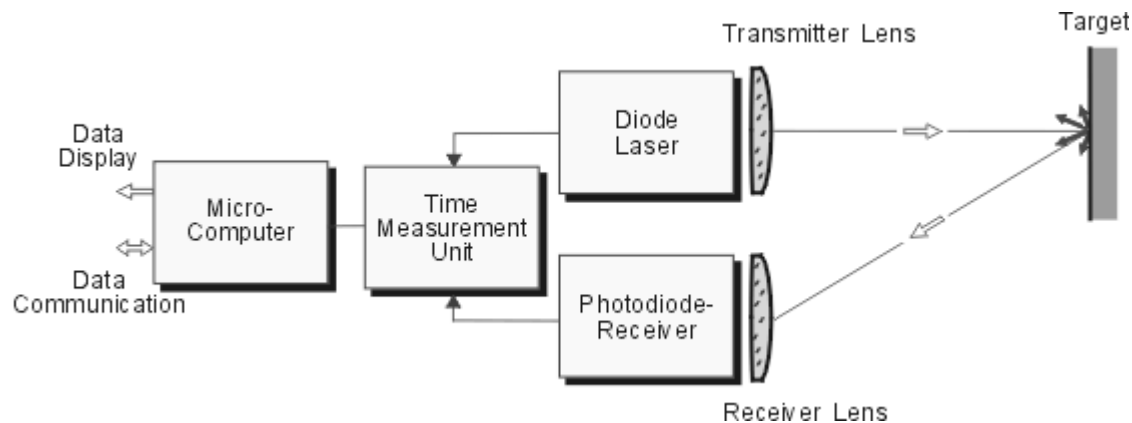 Transmitter Lens
Target
Diode
Laser
Data
Display
Micro-
Computer
Time
Measurement
Unit
Data
Communication
Photodiode-
Receiver
Receiver Lens